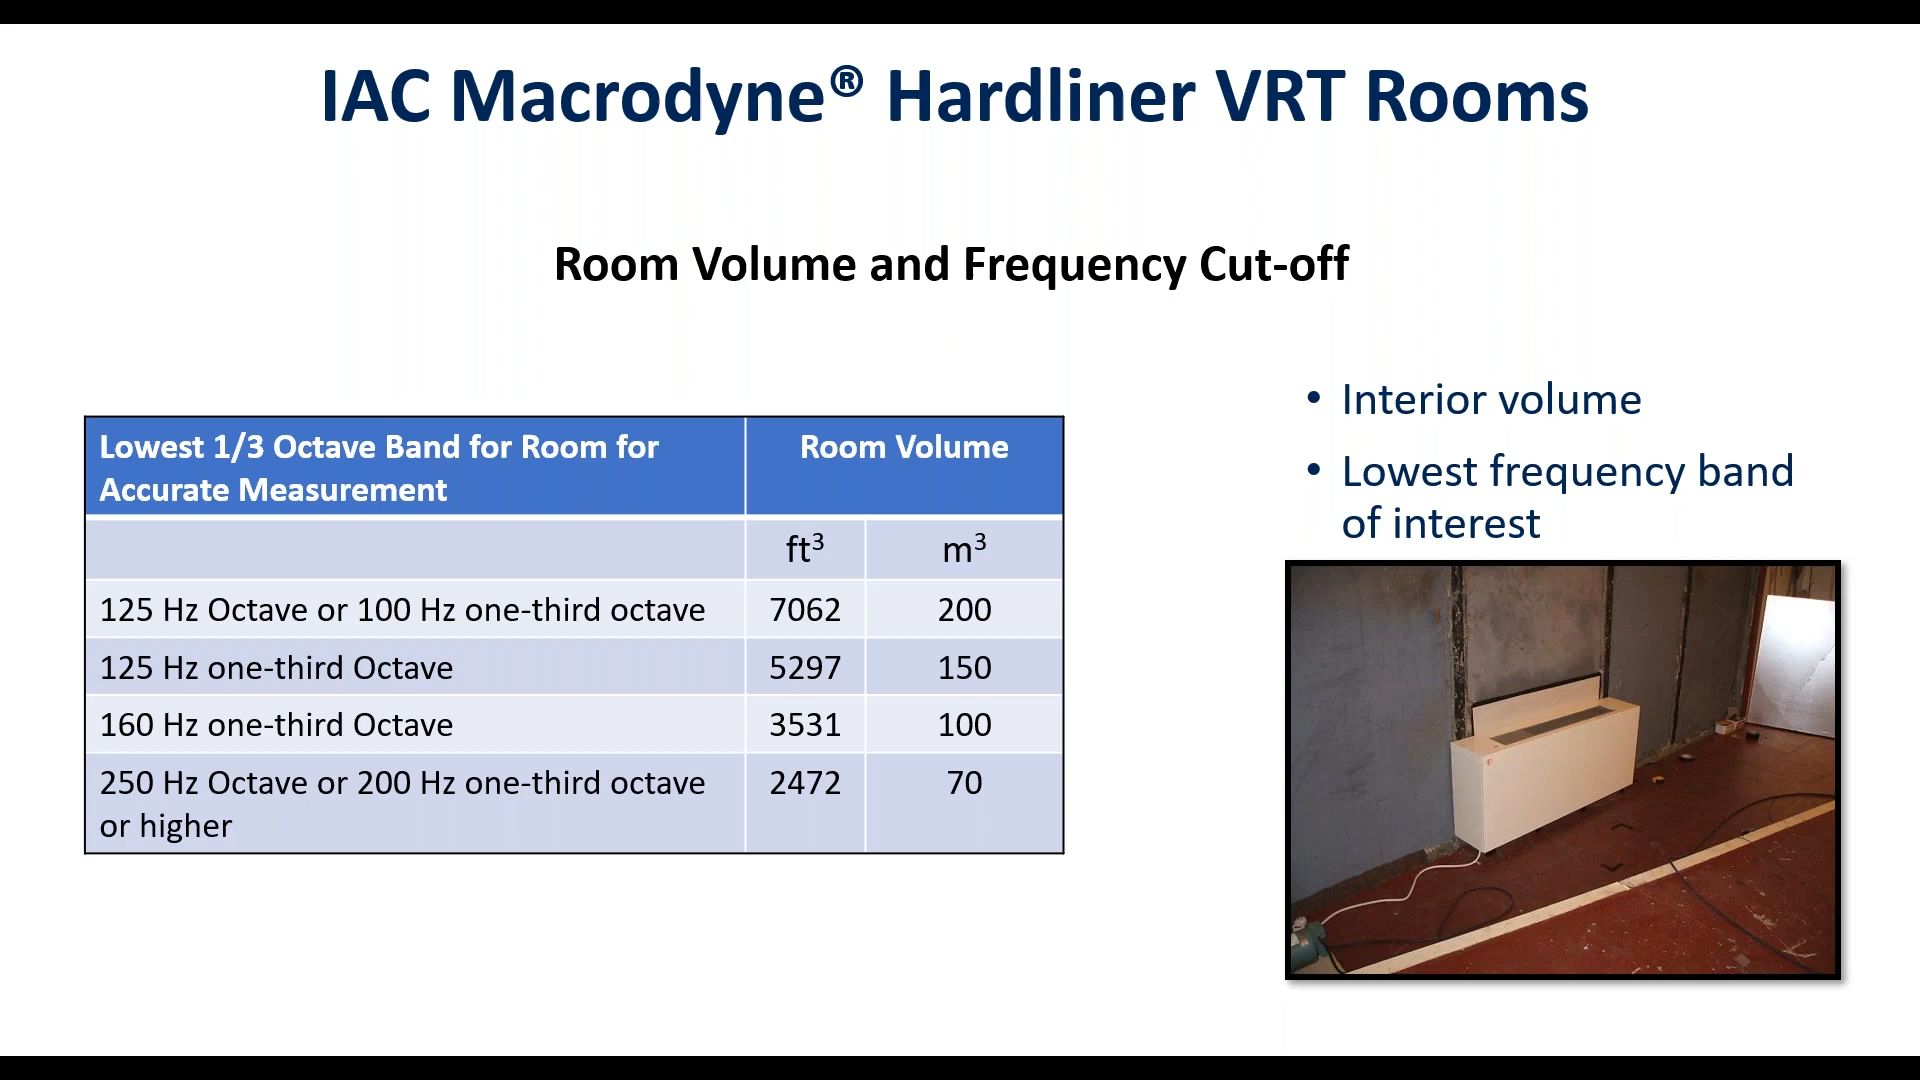 IAC Macrodyne® Hardliner VRT Rooms
Room Volume and Frequency Cut-off
Lowest 1/3 Octave Band for Room for
Accurate Measurement
Room Volume
ft³ m³
125 Hz Octave or 100 Hz one-third octave 7062 200
125 Hz one-third Octave 5297 150
160 Hz one-third Octave 3531 100
250 Hz Octave or 200 Hz one-third octave 2472 70
or higher
• Interior volume
• Lowest frequency band
of interest